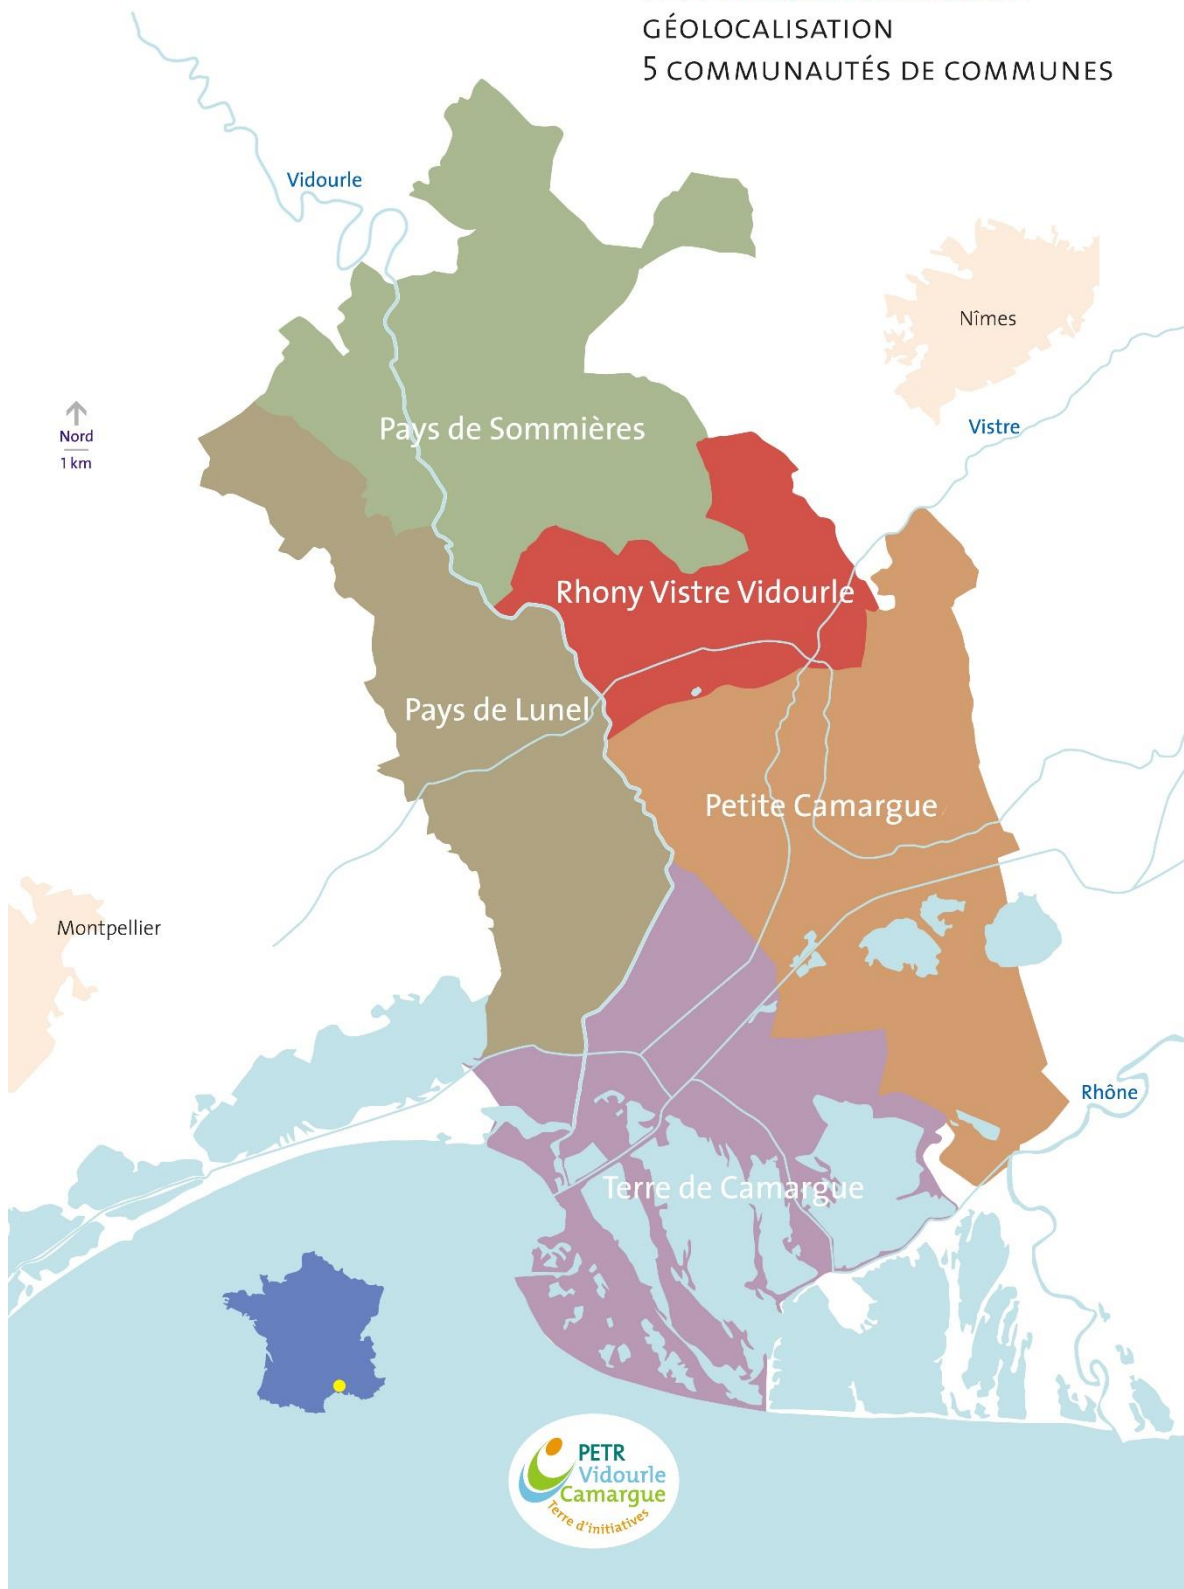 GÉOLOCALISATION
5 COMMUNAUTÉS DE COMMUNES
Vidourle
Nîmes
Nord
1 km
Pays de Sommières
Vistre
Rhony Vistre Vidourle
Pays de Lunel
Petite Camargue
Montpellier
Rhône
Terre de Camargue
PETR
Vidourle
Camargue
Terre d'initiatives